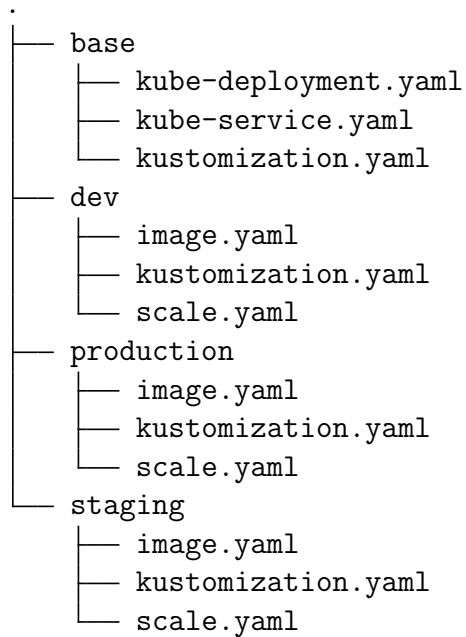 .
├── base
│   ├── kube-deployment.yaml
│   ├── kube-service.yaml
│   └── kustomization.yaml
├── dev
│   ├── image.yaml
│   ├── kustomization.yaml
│   └── scale.yaml
├── production
│   ├── image.yaml
│   ├── kustomization.yaml
│   └── scale.yaml
└── staging
    ├── image.yaml
    ├── kustomization.yaml
    └── scale.yaml